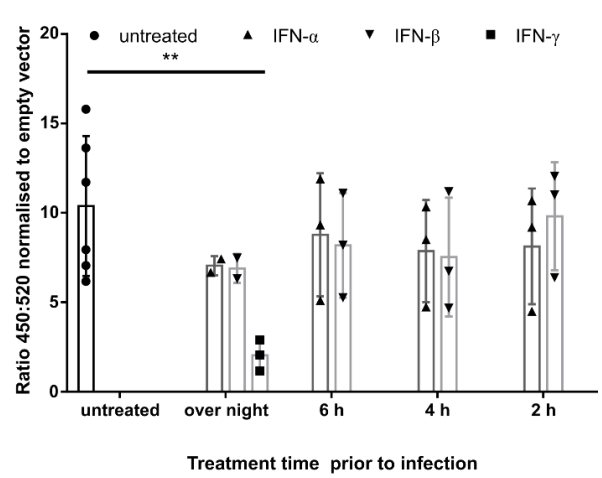 untreated IFN-α IFN-β IFN-γ
**
20
15
10
5
0
Ratio 450:520 normalised to empty vector
untreated over night 6 h 4 h 2 h
Treatment time prior to infection